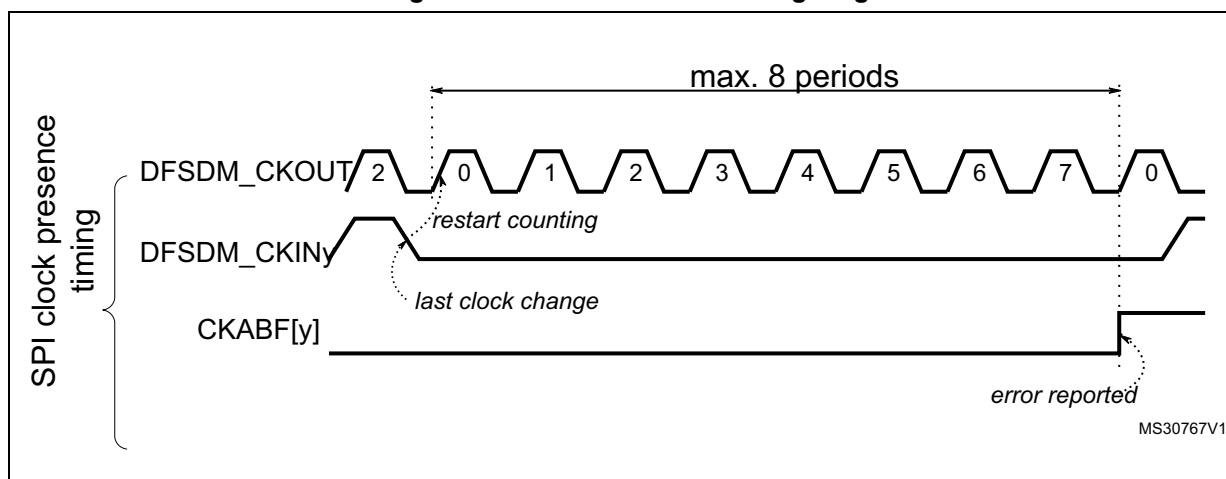 max. 8 periods
DFSDM_CKOUT 2 0 1 2 3 4 5 6 7 0
restart counting
DFSDM_CKINy
last clock change
CKABF[y]
error reported
SPI clock presence
timing
MS30767V1